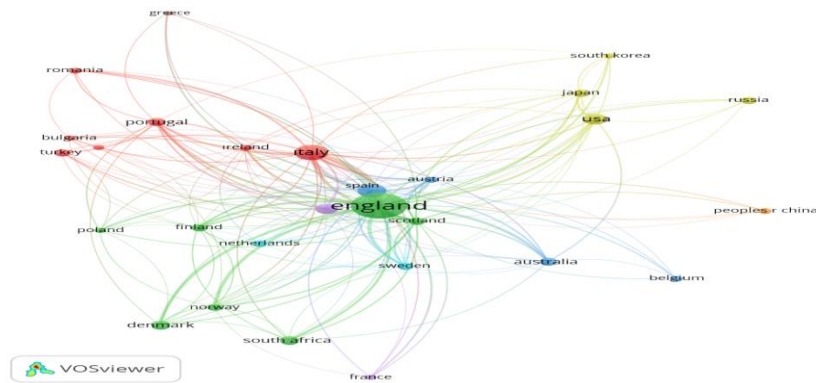 greece
south korea
romania
japan
russia
portugal
usa
bulgaria
ireland
italy
turkey
austria
spain
england
peoples r china
scotland
poland
finland
netherlands
australia
sweden
belgium
norway
denmark
south africa
france
VOSviewer